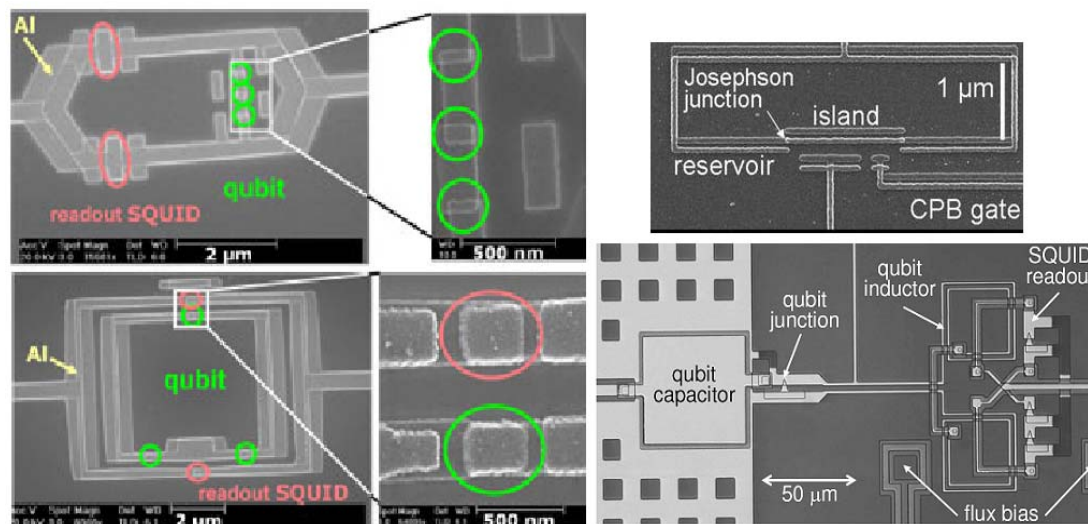 Al
qubit
readout SQUID
2 µm
500 nm
Josephson
junction
1 µm
island
reservoir
CPB gate
Al
qubit
readout SQUID
2 µm
500 nm
qubit
inductor
SQUID
readou
qubit
junction
qubit
capacitor
50 µm
flux bias